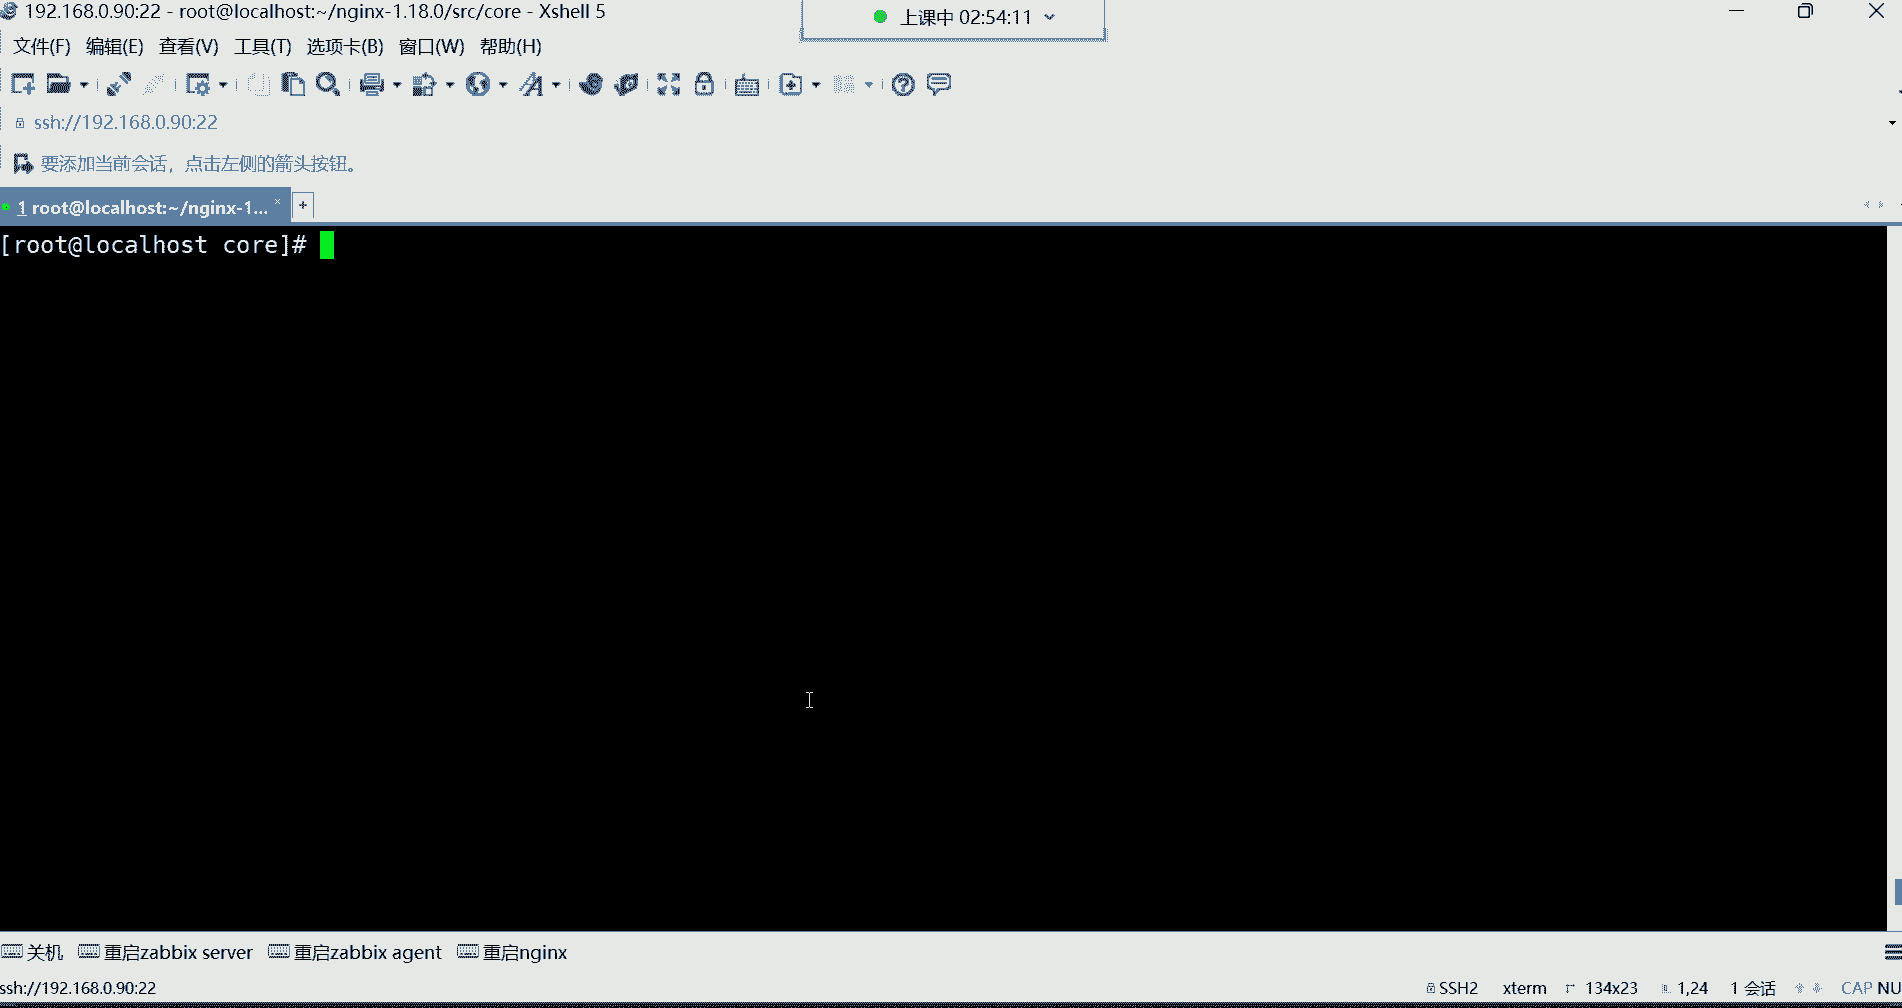 192.168.0.90:22 - root@localhost:~/nginx-1.18.0/src/core - Xshell 5
上课中 02:54:11
文件(F) 编辑(E) 查看(V) 工具(T) 选项卡(B) 窗口(W) 帮助(H)
ssh://192.168.0.90:22
要添加当前会话，点击左侧的箭头按钮。
1 root@localhost:~/nginx-1... × +
[root@localhost core]#
关机 重启zabbix server 重启zabbix agent 重启nginx
ssh://192.168.0.90:22 SSH2 xterm 134x23 1,24 1 会话 CAP NU